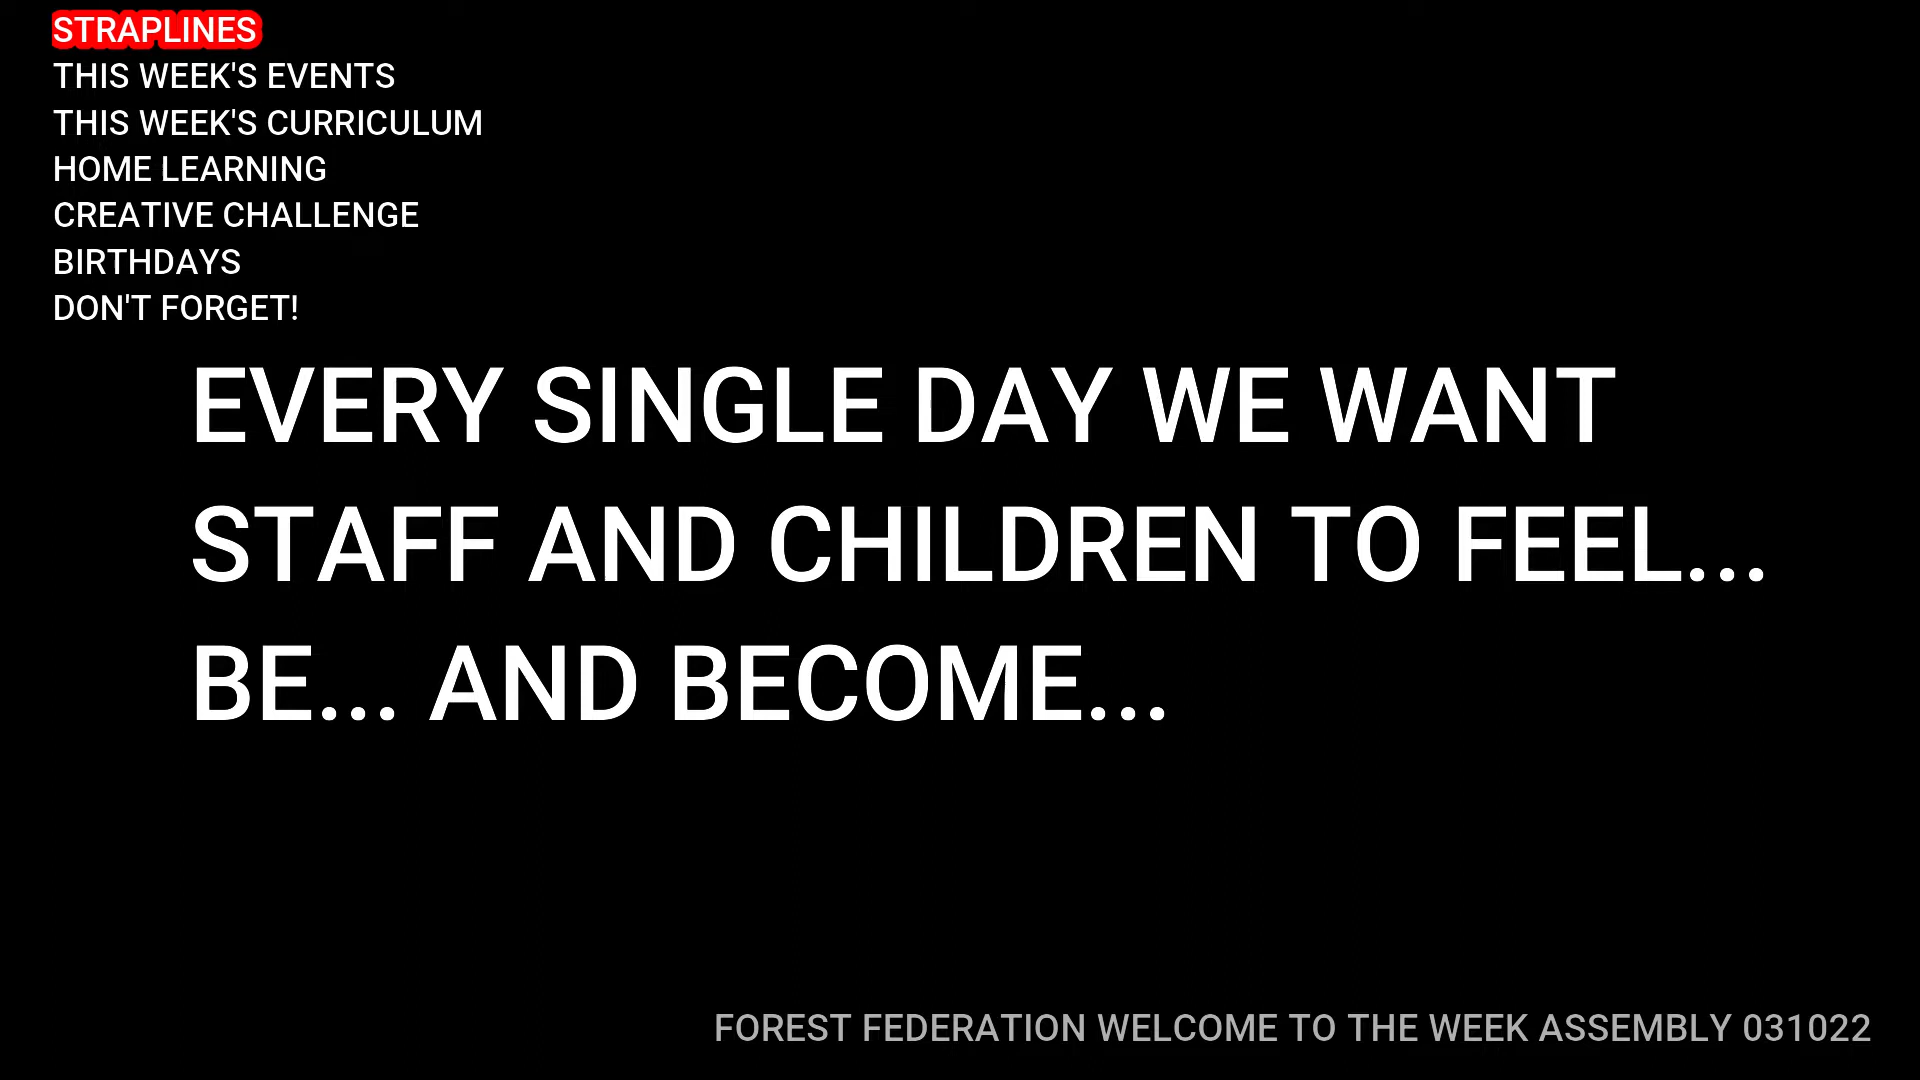 STRAPLINES
THIS WEEK'S EVENTS
THIS WEEK'S CURRICULUM
HOME LEARNING
CREATIVE CHALLENGE
BIRTHDAYS
DON'T FORGET!
EVERY SINGLE DAY WE WANT
STAFF AND CHILDREN TO FEEL...
BE... AND BECOME...
FOREST FEDERATION WELCOME TO THE WEEK ASSEMBLY 031022